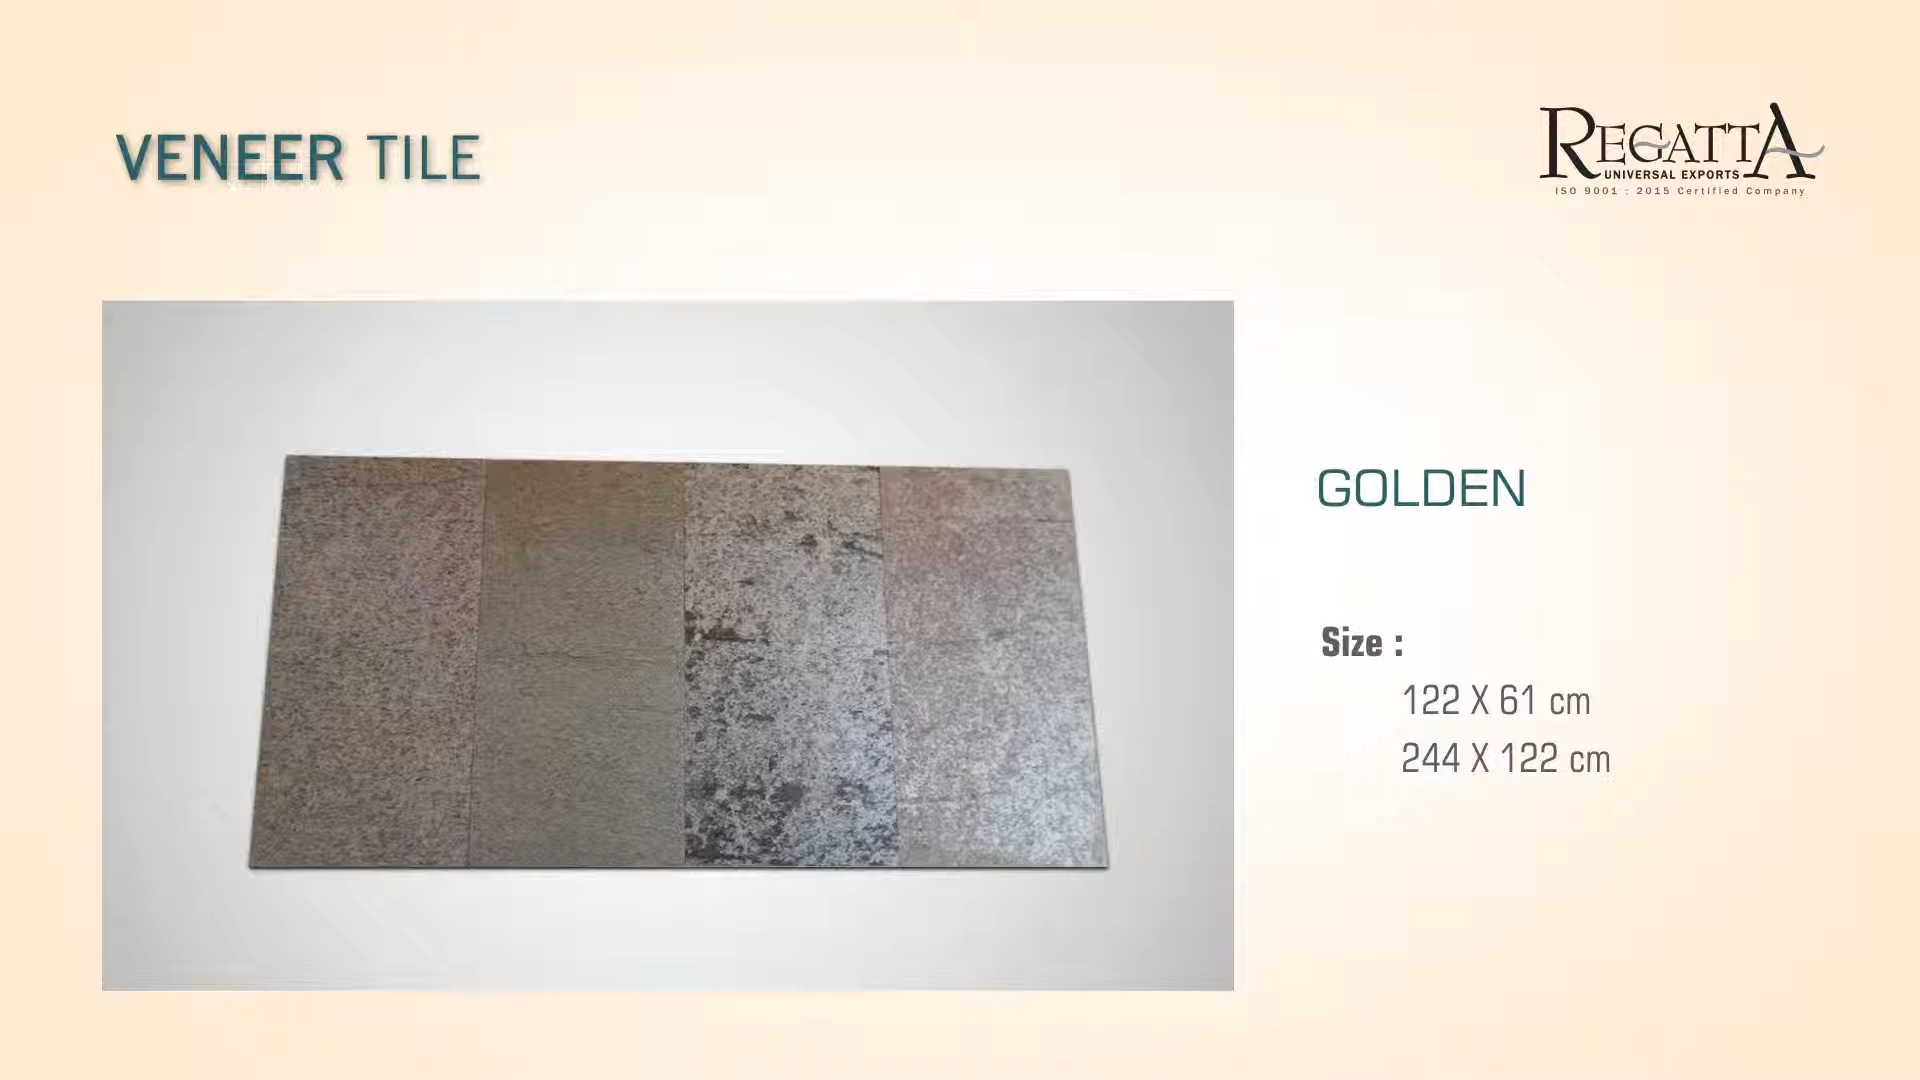 VENEER TILE
REGATTA
UNIVERSAL EXPORTS
ISO 9001 : 2015 Certified Company
GOLDEN
Size :
122 X 61 cm
244 X 122 cm